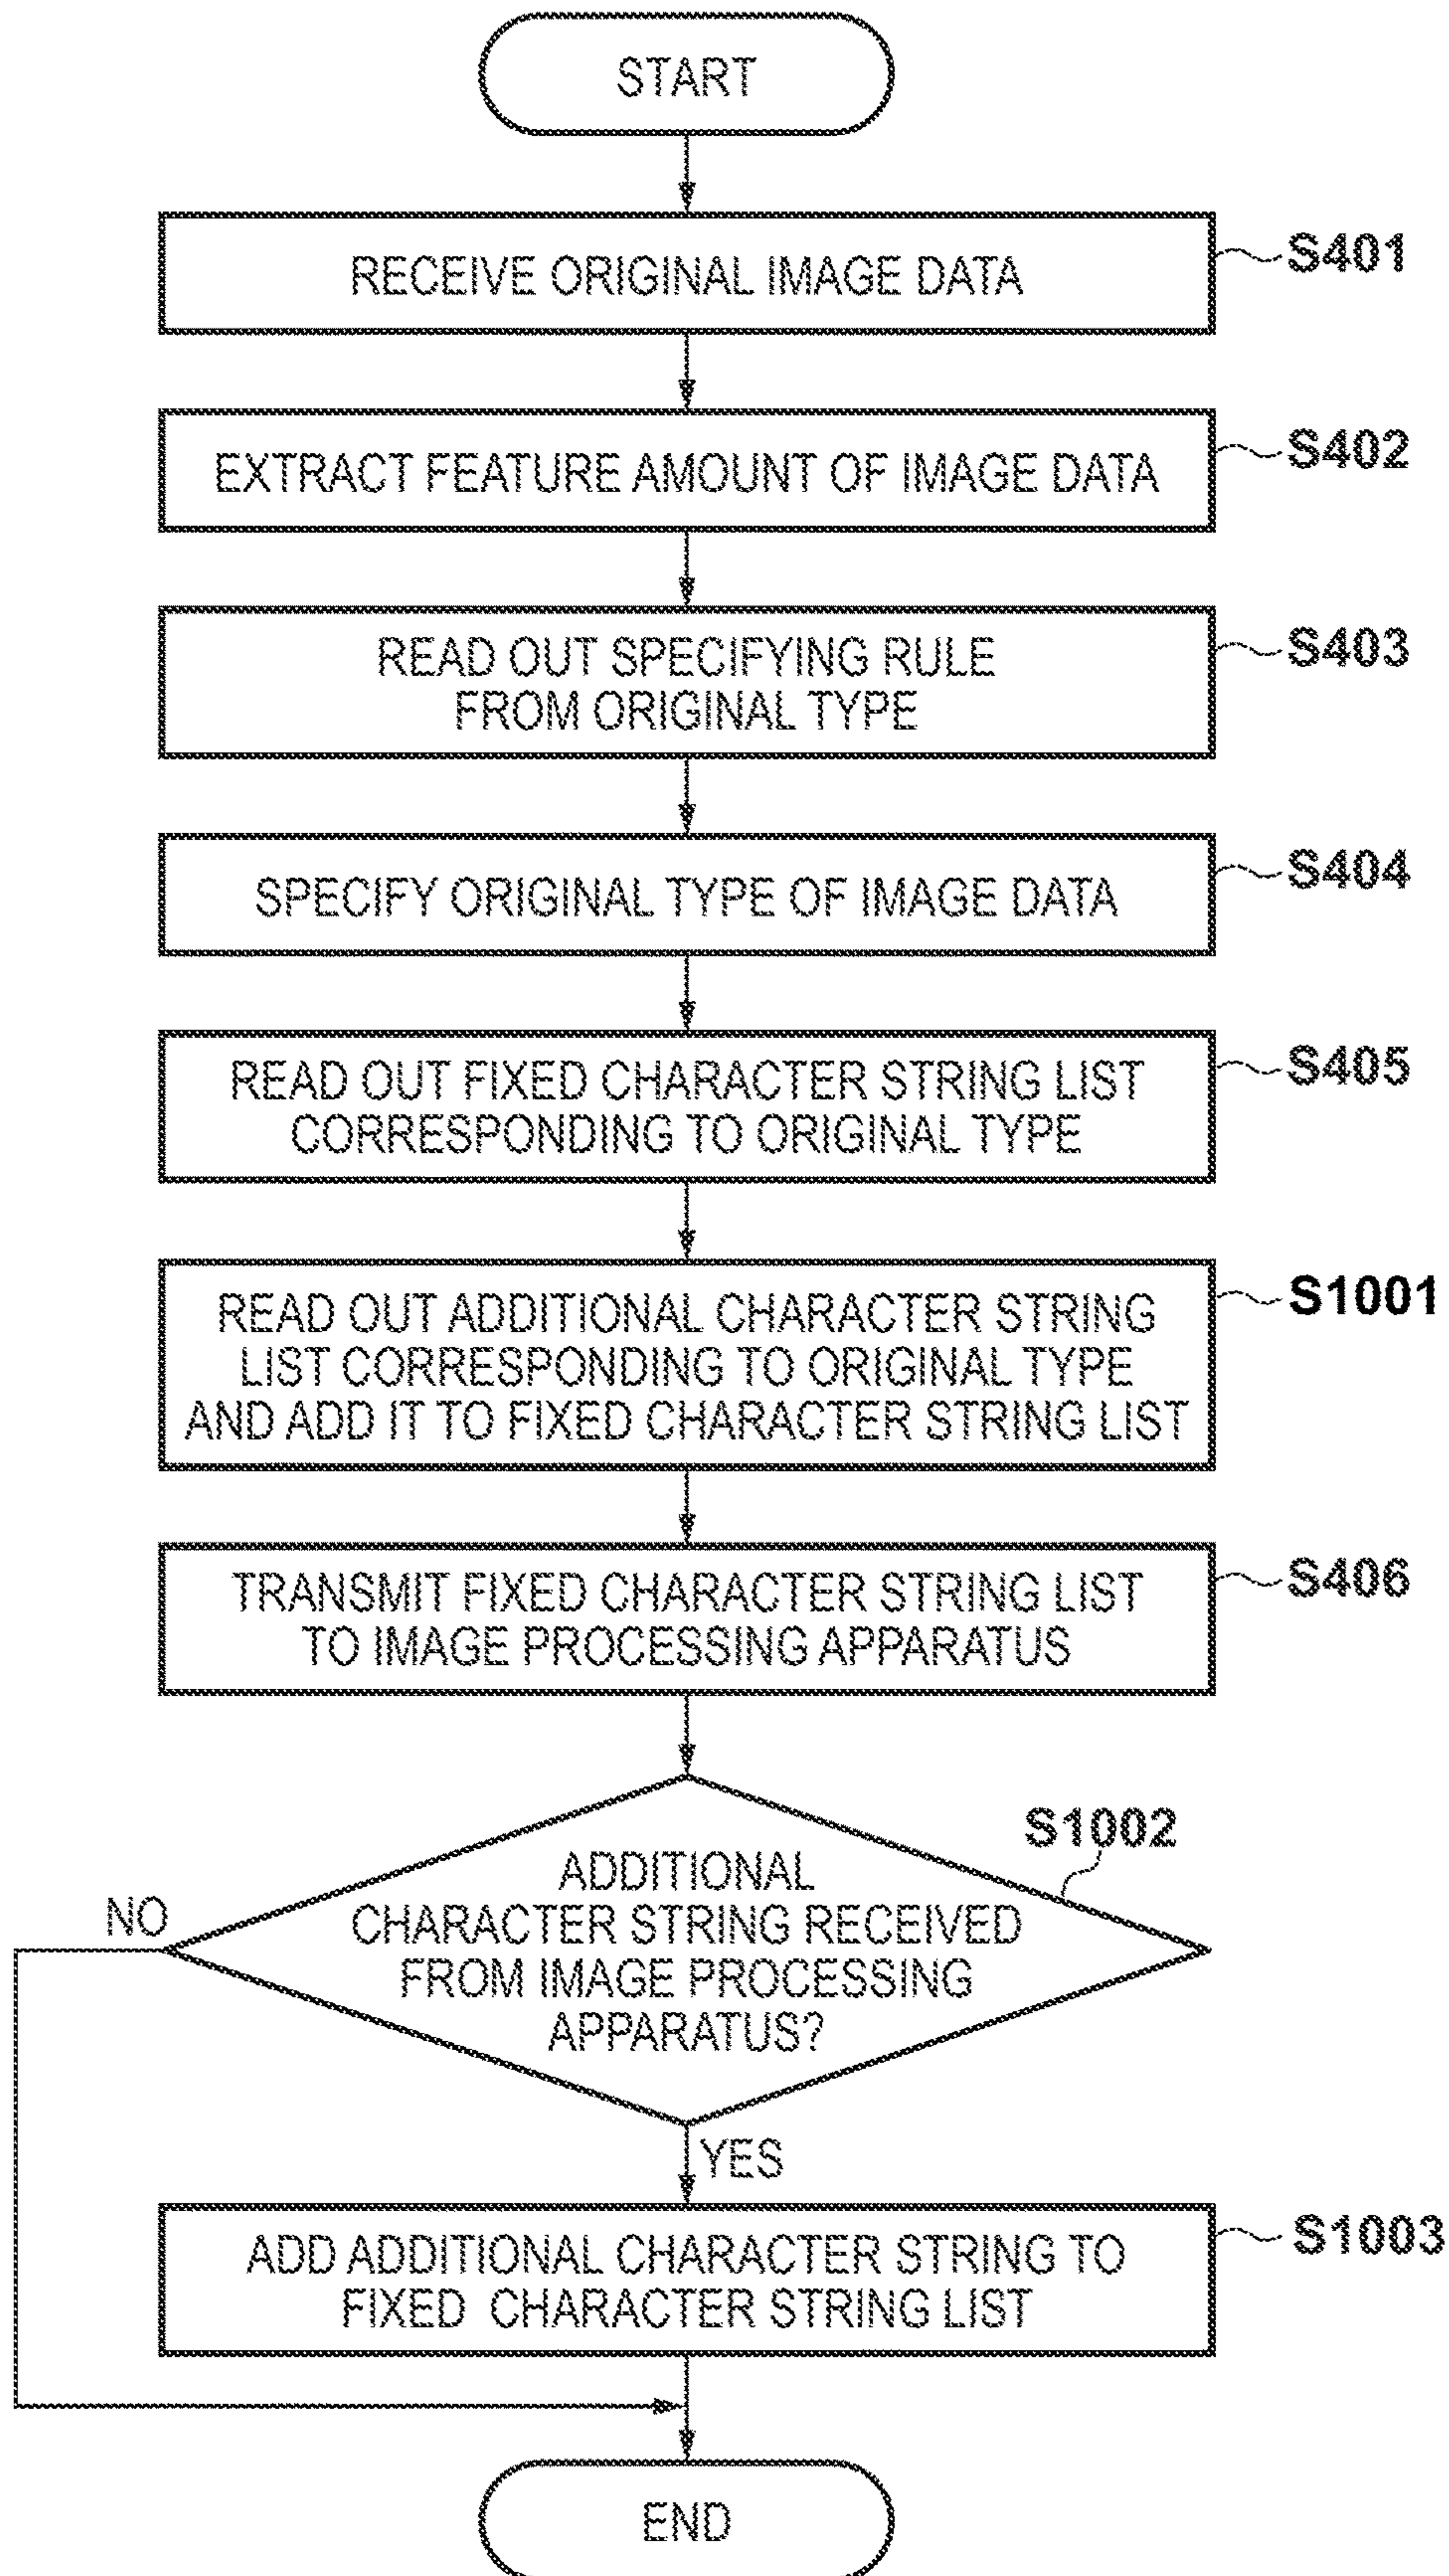 START
RECEIVE ORIGINAL IMAGE DATA
S401
EXTRACT FEATURE AMOUNT OF IMAGE DATA
S402
READ OUT SPECIFYING RULE
FROM ORIGINAL TYPE
S403
SPECIFY ORIGINAL TYPE OF IMAGE DATA
S404
READ OUT FIXED CHARACTER STRING LIST
CORRESPONDING TO ORIGINAL TYPE
S405
READ OUT ADDITIONAL CHARACTER STRING
LIST CORRESPONDING TO ORIGINAL TYPE
AND ADD IT TO FIXED CHARACTER STRING LIST
S1001
TRANSMIT FIXED CHARACTER STRING LIST
TO IMAGE PROCESSING APPARATUS
S406
S1002
ADDITIONAL
CHARACTER STRING RECEIVED
FROM IMAGE PROCESSING
APPARATUS?
NO
YES
ADD ADDITIONAL CHARACTER STRING TO
FIXED CHARACTER STRING LIST
S1003
END